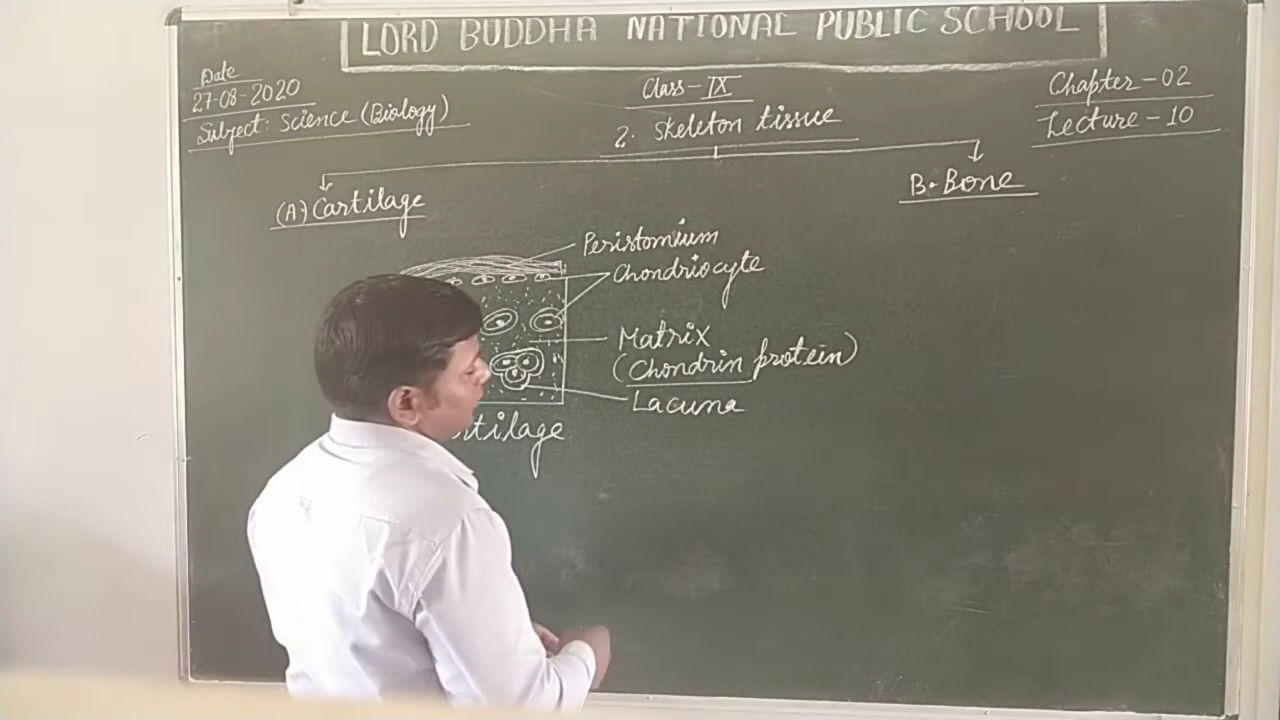 LORD BUDDHA NATIONAL PUBLIC SCHOOL
Date
27-08-2020
Subject: Science (Biology)
Class-IX
2. Skeleton tissue
Chapter-02
Lecture-10
(A) Cartilage
B. Bone
Peristomium
Chondriocyte
Matrix
(Chondrin protein)
Lacuna
tilage